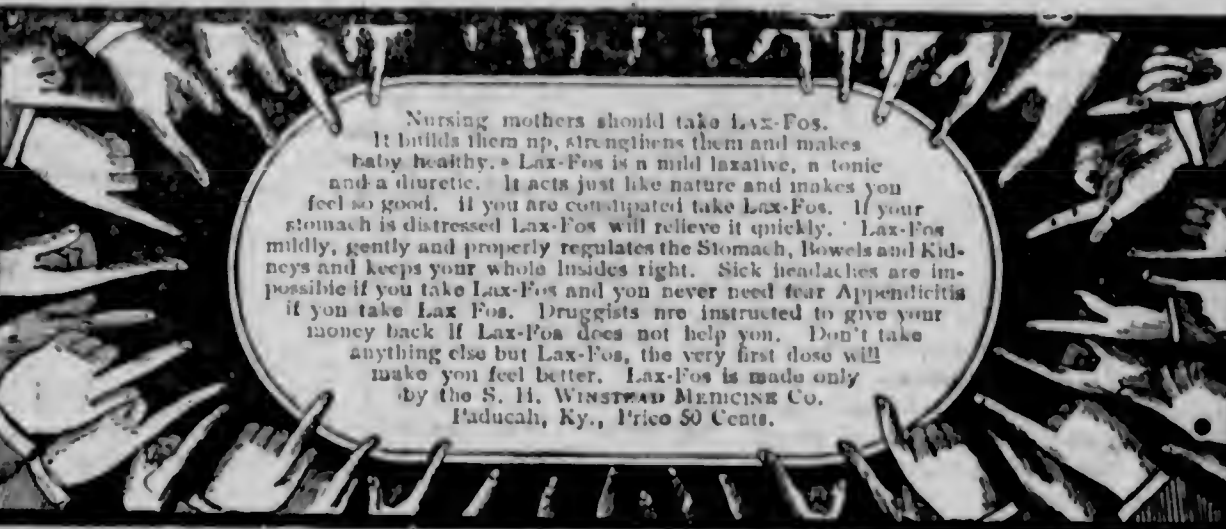 Nursing mothers should take LAX-FOS.
It builds them up, strengthens them and makes
baby healthy. Lax-Fos is a mild laxative, a tonic
and a diuretic. It acts just like nature and makes you
feel so good. If you are constipated take Lax-Fos. If your
stomach is distressed Lax-Fos will relieve it quickly. Lax-Fos
mildly, gently and properly regulates the Stomach, Bowels and Kid-
neys and keeps your whole Insides right. Sick headaches are im-
possible if you take Lax-Fos and you never need fear Appendicitis
if you take Lax Fos. Druggists are instructed to give your
money back if Lax-Fos does not help you. Don't take
anything else but Lax-Fos, the very first dose will
make you feel better. Lax-Fos is made only
by the S. H. WINSTEAD MEDICINE CO.
Paducah, Ky., Price 50 Cents.